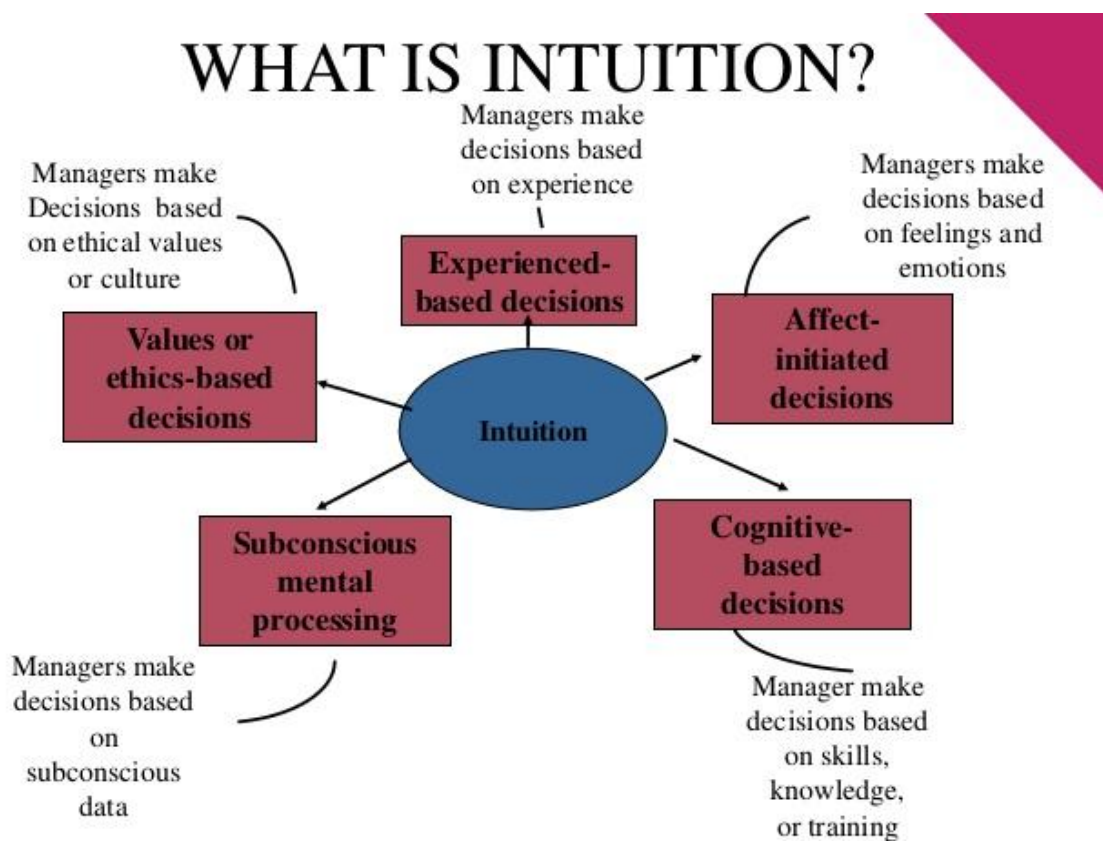 WHAT IS INTUITION?
Managers make
decisions based
on experience
Managers make
Decisions based
on ethical values
or culture
Managers make
decisions based
on feelings and
emotions
Experienced-
based decisions
Values or
ethics-based
decisions
Affect-
initiated
decisions
Intuition
Subconscious
mental
processing
Cognitive-
based
decisions
Managers make
decisions based
on
subconscious
data
Manager make
decisions based
on skills,
knowledge,
or training